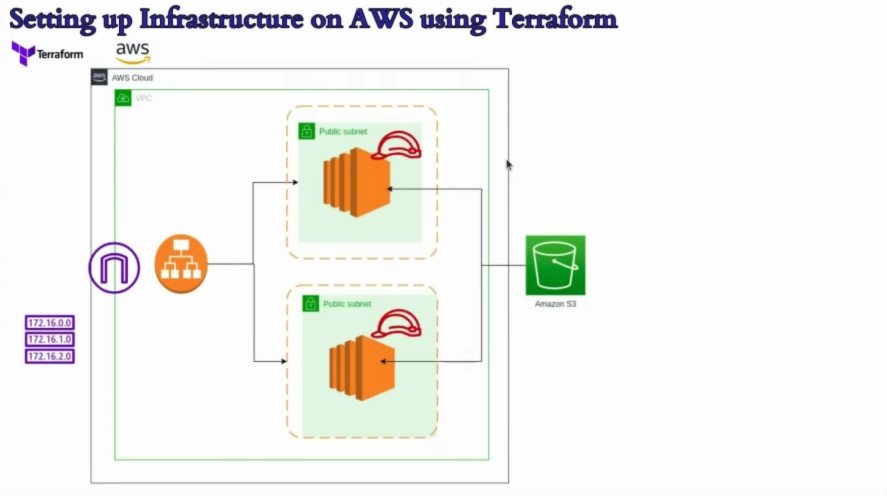 Setting up Infrastructure on AWS using Terraform
Terraform
aws
aws
AWS Cloud
VPC
Public subnet
Public subnet
Amazon S3
172.16.0.0
172.16.1.0
172.16.2.0